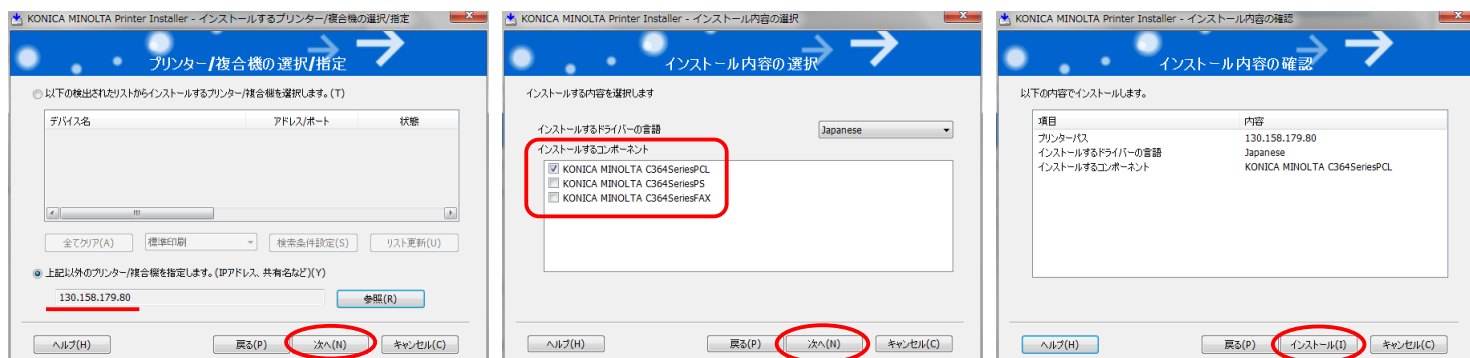 KONICA MINOLTA Printer Installer - インストールするプリンター/複合機の選択/指定
プリンター/複合機の選択/指定
以下の検出されたリストからインストールするプリンター/複合機を選択します。(T)
デバイス名 アドレス/ポート 状態
全てクリア(A) 標準印刷 検索条件設定(S) リスト更新(U)
上記以外のプリンター/複合機を指定します。(IPアドレス、共有名など)(Y)
130.158.179.80 参照(R)
ヘルプ(H) 戻る(P) 次へ(N) キャンセル(C)
KONICA MINOLTA Printer Installer - インストール内容の選択
インストール内容の選択
インストールする内容を選択します
インストールするドライバーの言語 Japanese
インストールするコンポーネント
KONICA MINOLTA C364SeriesPCL
KONICA MINOLTA C364SeriesPS
KONICA MINOLTA C364SeriesFAX
ヘルプ(H) 戻る(P) 次へ(N) キャンセル(C)
KONICA MINOLTA Printer Installer - インストール内容の確認
インストール内容の確認
以下の内容でインストールします。
項目 内容
プリンターパス 130.158.179.80
インストールするドライバーの言語 Japanese
インストールするコンポーネント KONICA MINOLTA C364SeriesPCL
ヘルプ(H) 戻る(P) インストール(I) キャンセル(C)